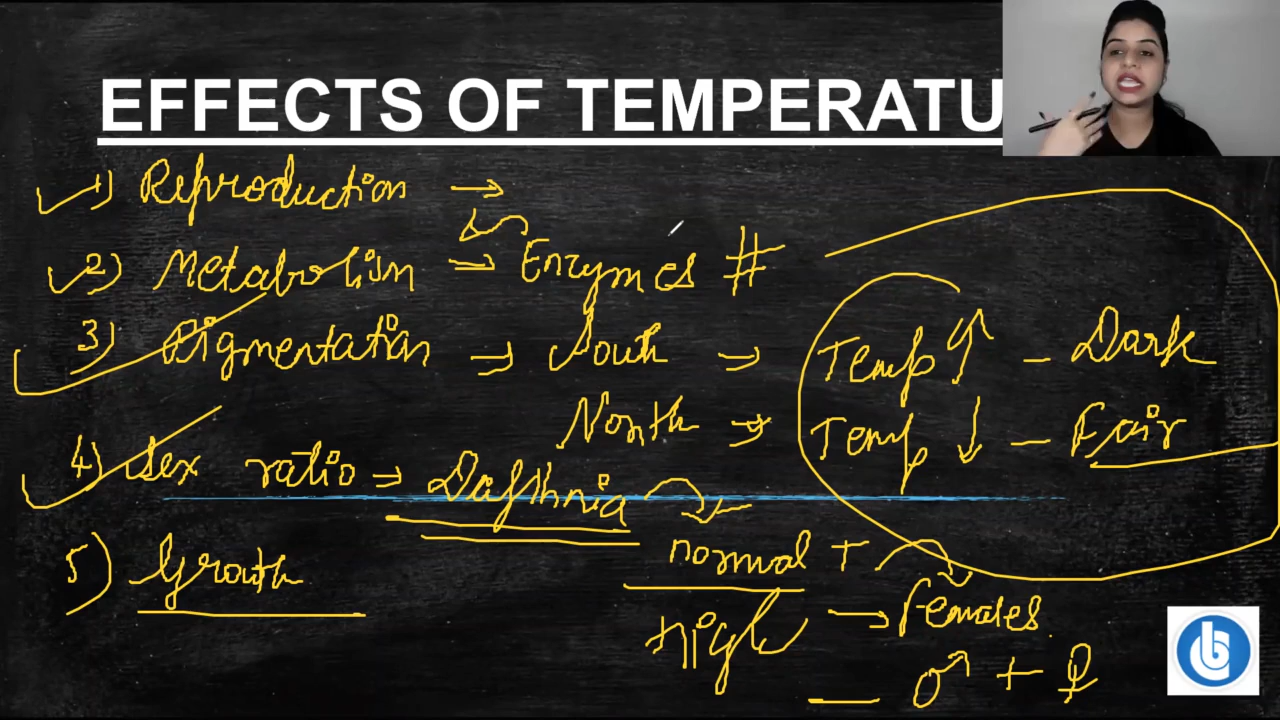 EFFECTS OF TEMPERATU
1) Reproduction →
2) Metabolism → Enzymes #
3) Pigmentation → South → Temp ↑ - Dark
North → Temp ↓ - Fair
4) Sex ratio → Dafthnia
normal +
5) Growth
High → females
♂ + ♀